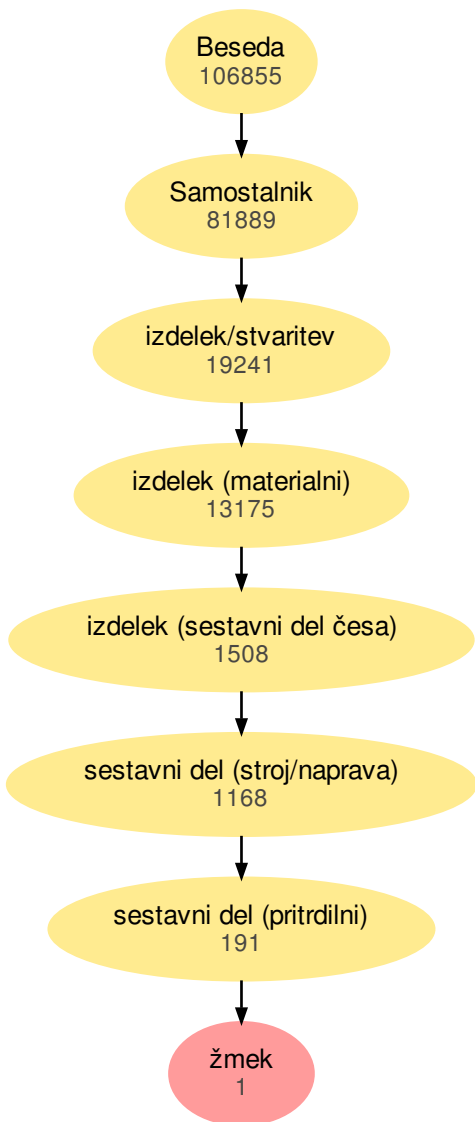 Beseda
106855
Samostalnik
81889
izdelek/stvaritev
19241
izdelek (materialni)
13175
izdelek (sestavni del česa)
1508
sestavni del (stroj/naprava)
1168
sestavni del (pritrdilni)
191
žmek
1